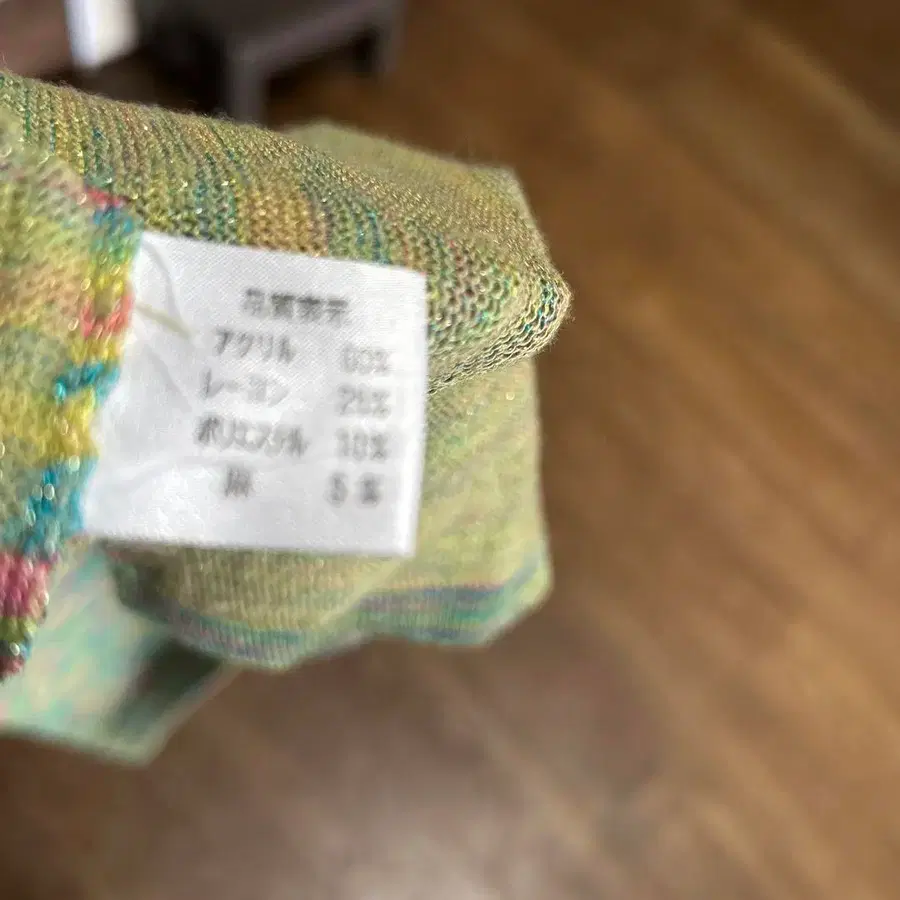 品質表示
アクリル 60%
レーヨン 25%
ポリエステル 10%
麻 5%